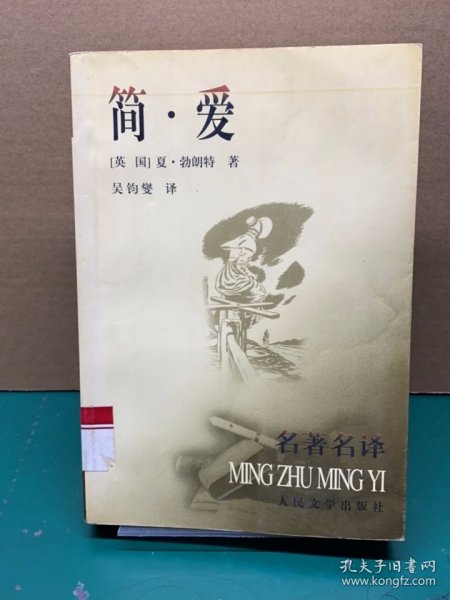 简·爱
[英 国] 夏·勃朗特 著
吴钧燮 译
名著名译
MING ZHU MING YI
人民文学出版社
孔夫子旧书网
www.kongfz.com